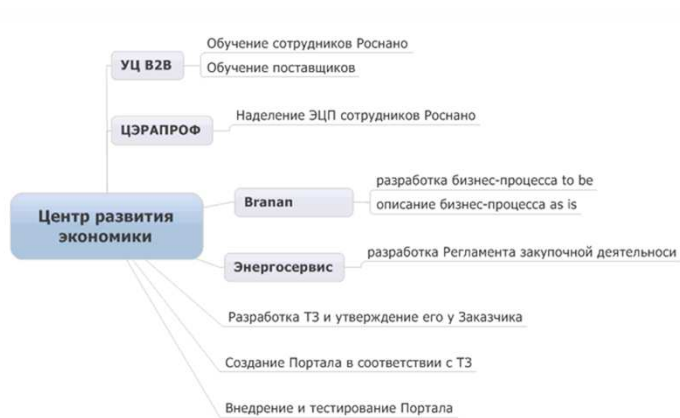 Обучение сотрудников Роснано
УЦ B2B
Обучение поставщиков
Наделение ЭЦП сотрудников Роснано
ЦЭРАПРОФ
разработка бизнес-процесса to be
Branan
описание бизнес-процесса as is
Центр развития
экономики
разработка Регламента закупочной деятельноси
Энергосервис
Разработка ТЗ и утверждение его у Заказчика
Создание Портала в соответствии с ТЗ
Внедрение и тестирование Портала